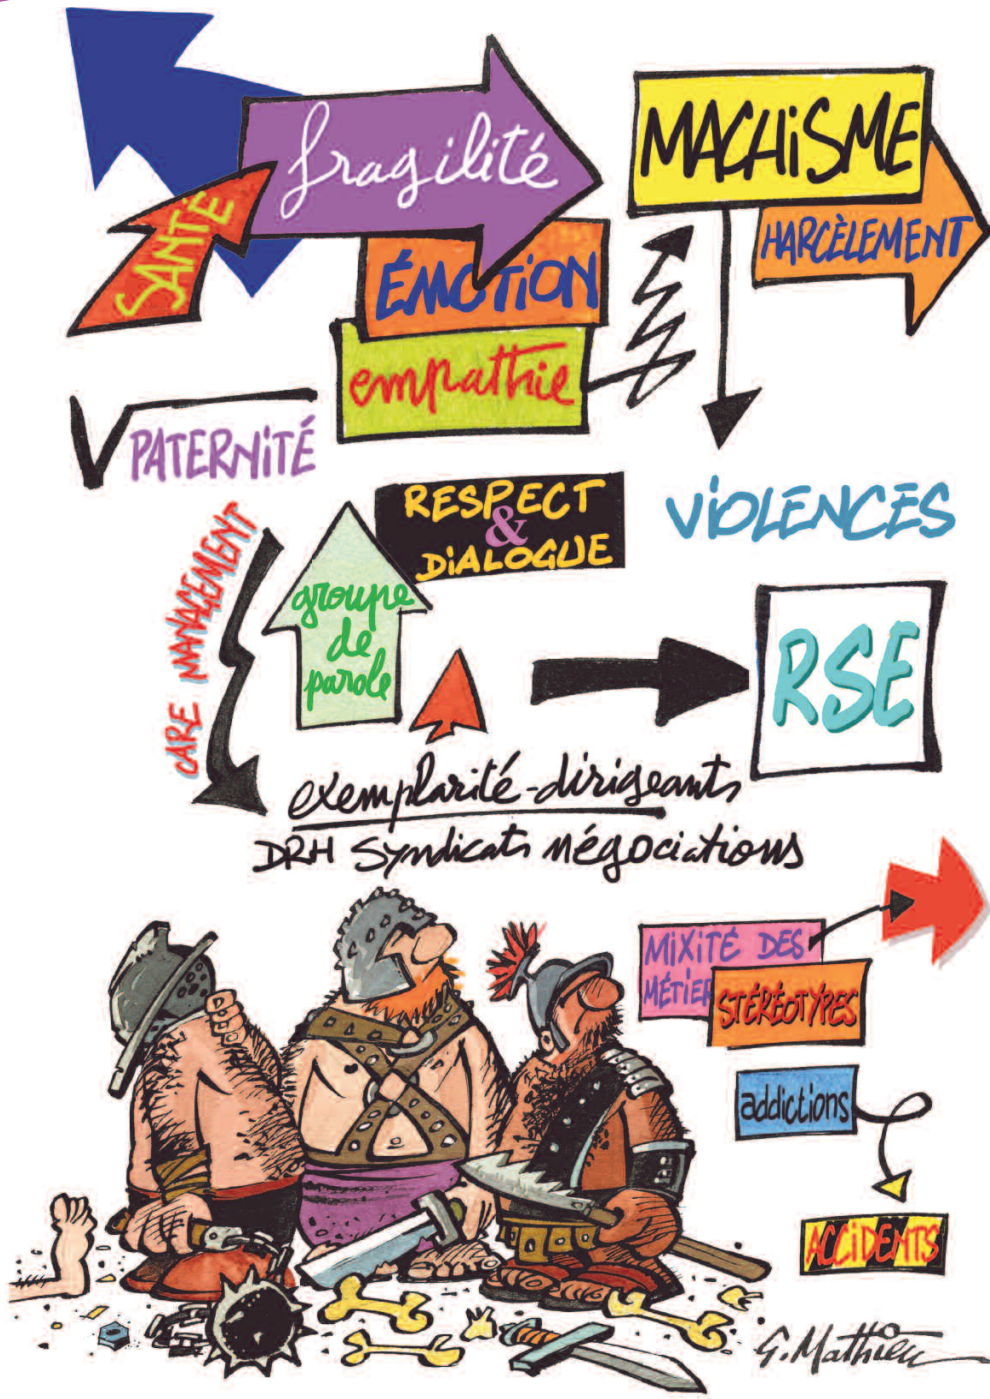 fragilité
MACHiSME
SANTÉ
HARCÈLEMENT
ÉMOTiON
empathie
PATERNiTÉ
RESPECT
&
DiALOGUE
ViOLENCES
CARE MANAGEMENT
groupe
de
parole
RSE
exemplarité-dirigeants
DRH Syndicats négociations
MiXiTÉ DES
MÉTIER
STÉRÉOTYPES
addictions
ACCiDENTS
G.Mathieu